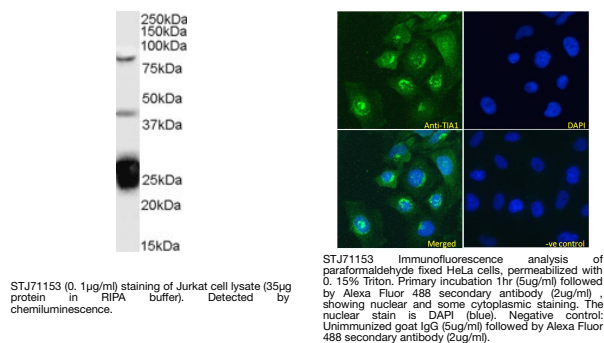 250kDa
150kDa
100kDa
75kDa
50kDa
37kDa
25kDa
20kDa
15kDa
STJ71153 (0. 1µg/ml) staining of Jurkat cell lysate (35µg
protein in RIPA buffer). Detected by
chemiluminescence.
Anti-TIA1
DAPI
Merged
-ve control
STJ71153 Immunofluorescence analysis of
paraformaldehyde fixed HeLa cells, permeabilized with
0. 15% Triton. Primary incubation 1hr (5ug/ml) followed
by Alexa Fluor 488 secondary antibody (2ug/ml) ,
showing nuclear and some cytoplasmic staining. The
nuclear stain is DAPI (blue). Negative control:
Unimmunized goat IgG (5ug/ml) followed by Alexa Fluor
488 secondary antibody (2ug/ml).